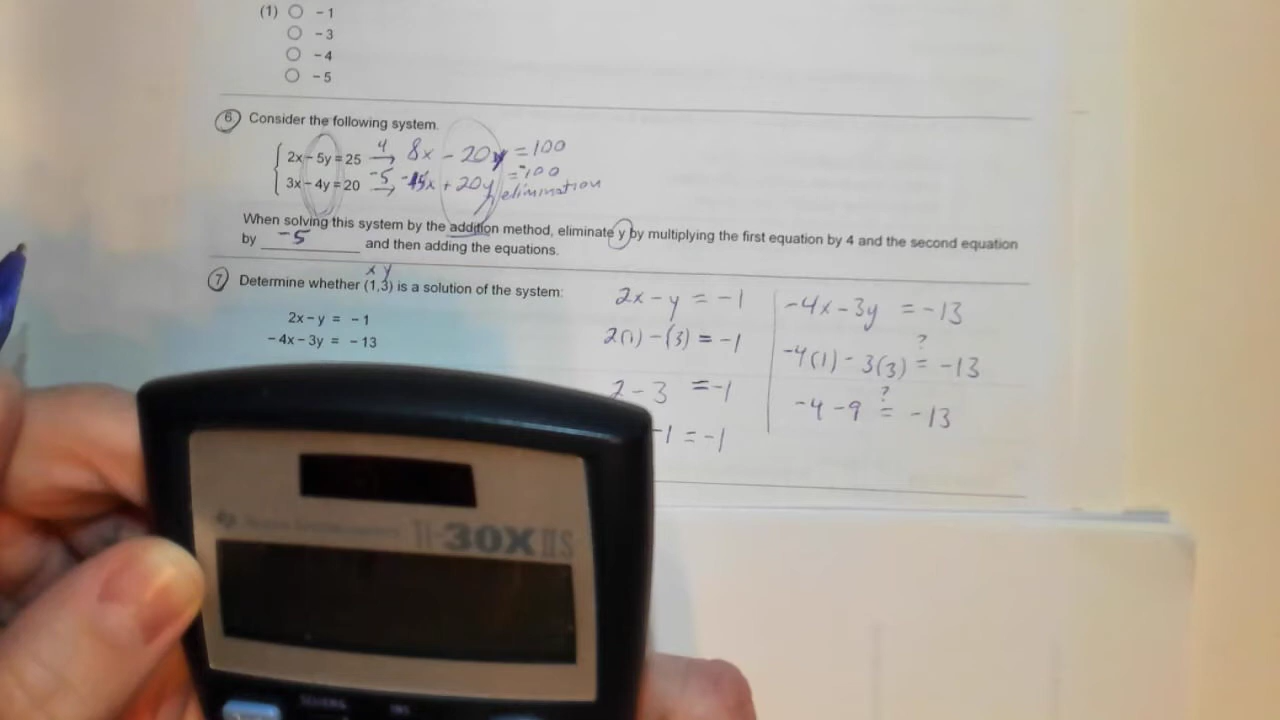 (1) ○ -1
○ -3
○ -4
○ -5
6 Consider the following system.
2x-5y=25 4→ 8x - 20y = 100
3x-4y=20 -5→ -15x + 20y = -100
elimination
When solving this system by the addition method, eliminate y by multiplying the first equation by 4 and the second equation
by -5 and then adding the equations.
x y
7 Determine whether (1,3) is a solution of the system:
2x-y = -1
-4x-3y = -13
2x-y = -1
2(1)-(3) = -1
2-3 = -1
-1 = -1
-4x-3y = -13
?
-4(1)-3(3) = -13
?
-4-9 = -13
TI-30X IIS